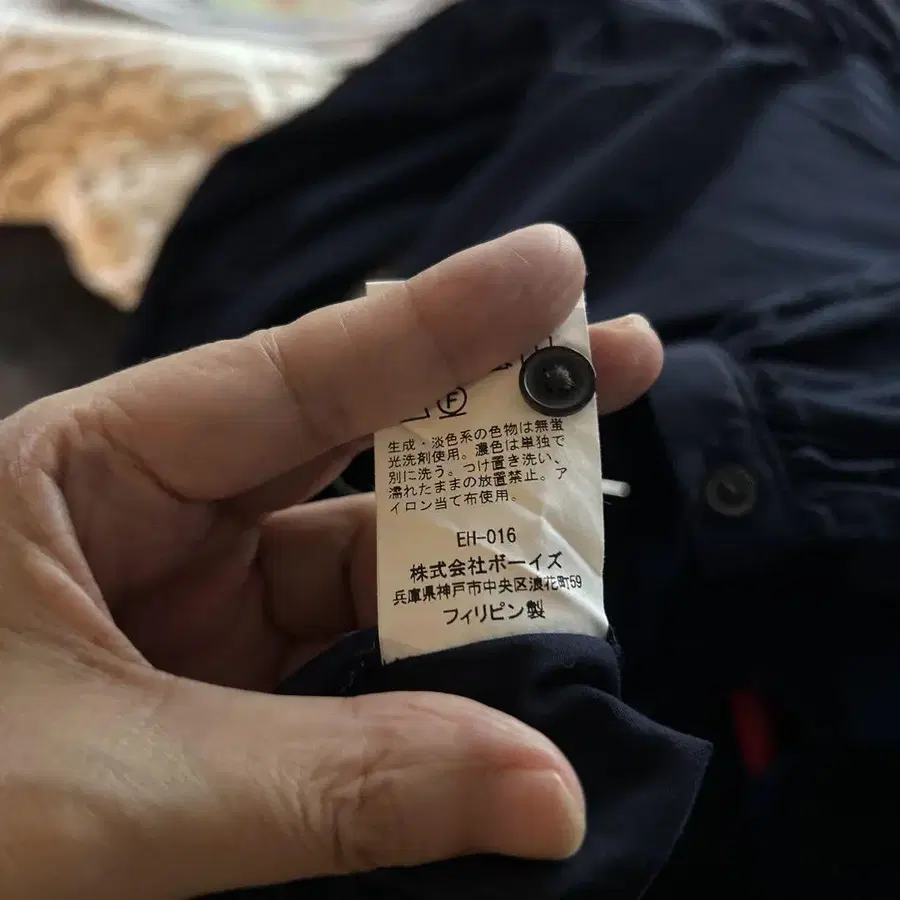 F
生成・淡色系の色物は無蛍
光洗剤使用。濃色は単独で
別に洗う。つけ置き洗い、
濡れたままの放置禁止。ア
イロン当て布使用。
EH-016
株式会社ボーイズ
兵庫県神戸市中央区浪花町59
フィリピン製